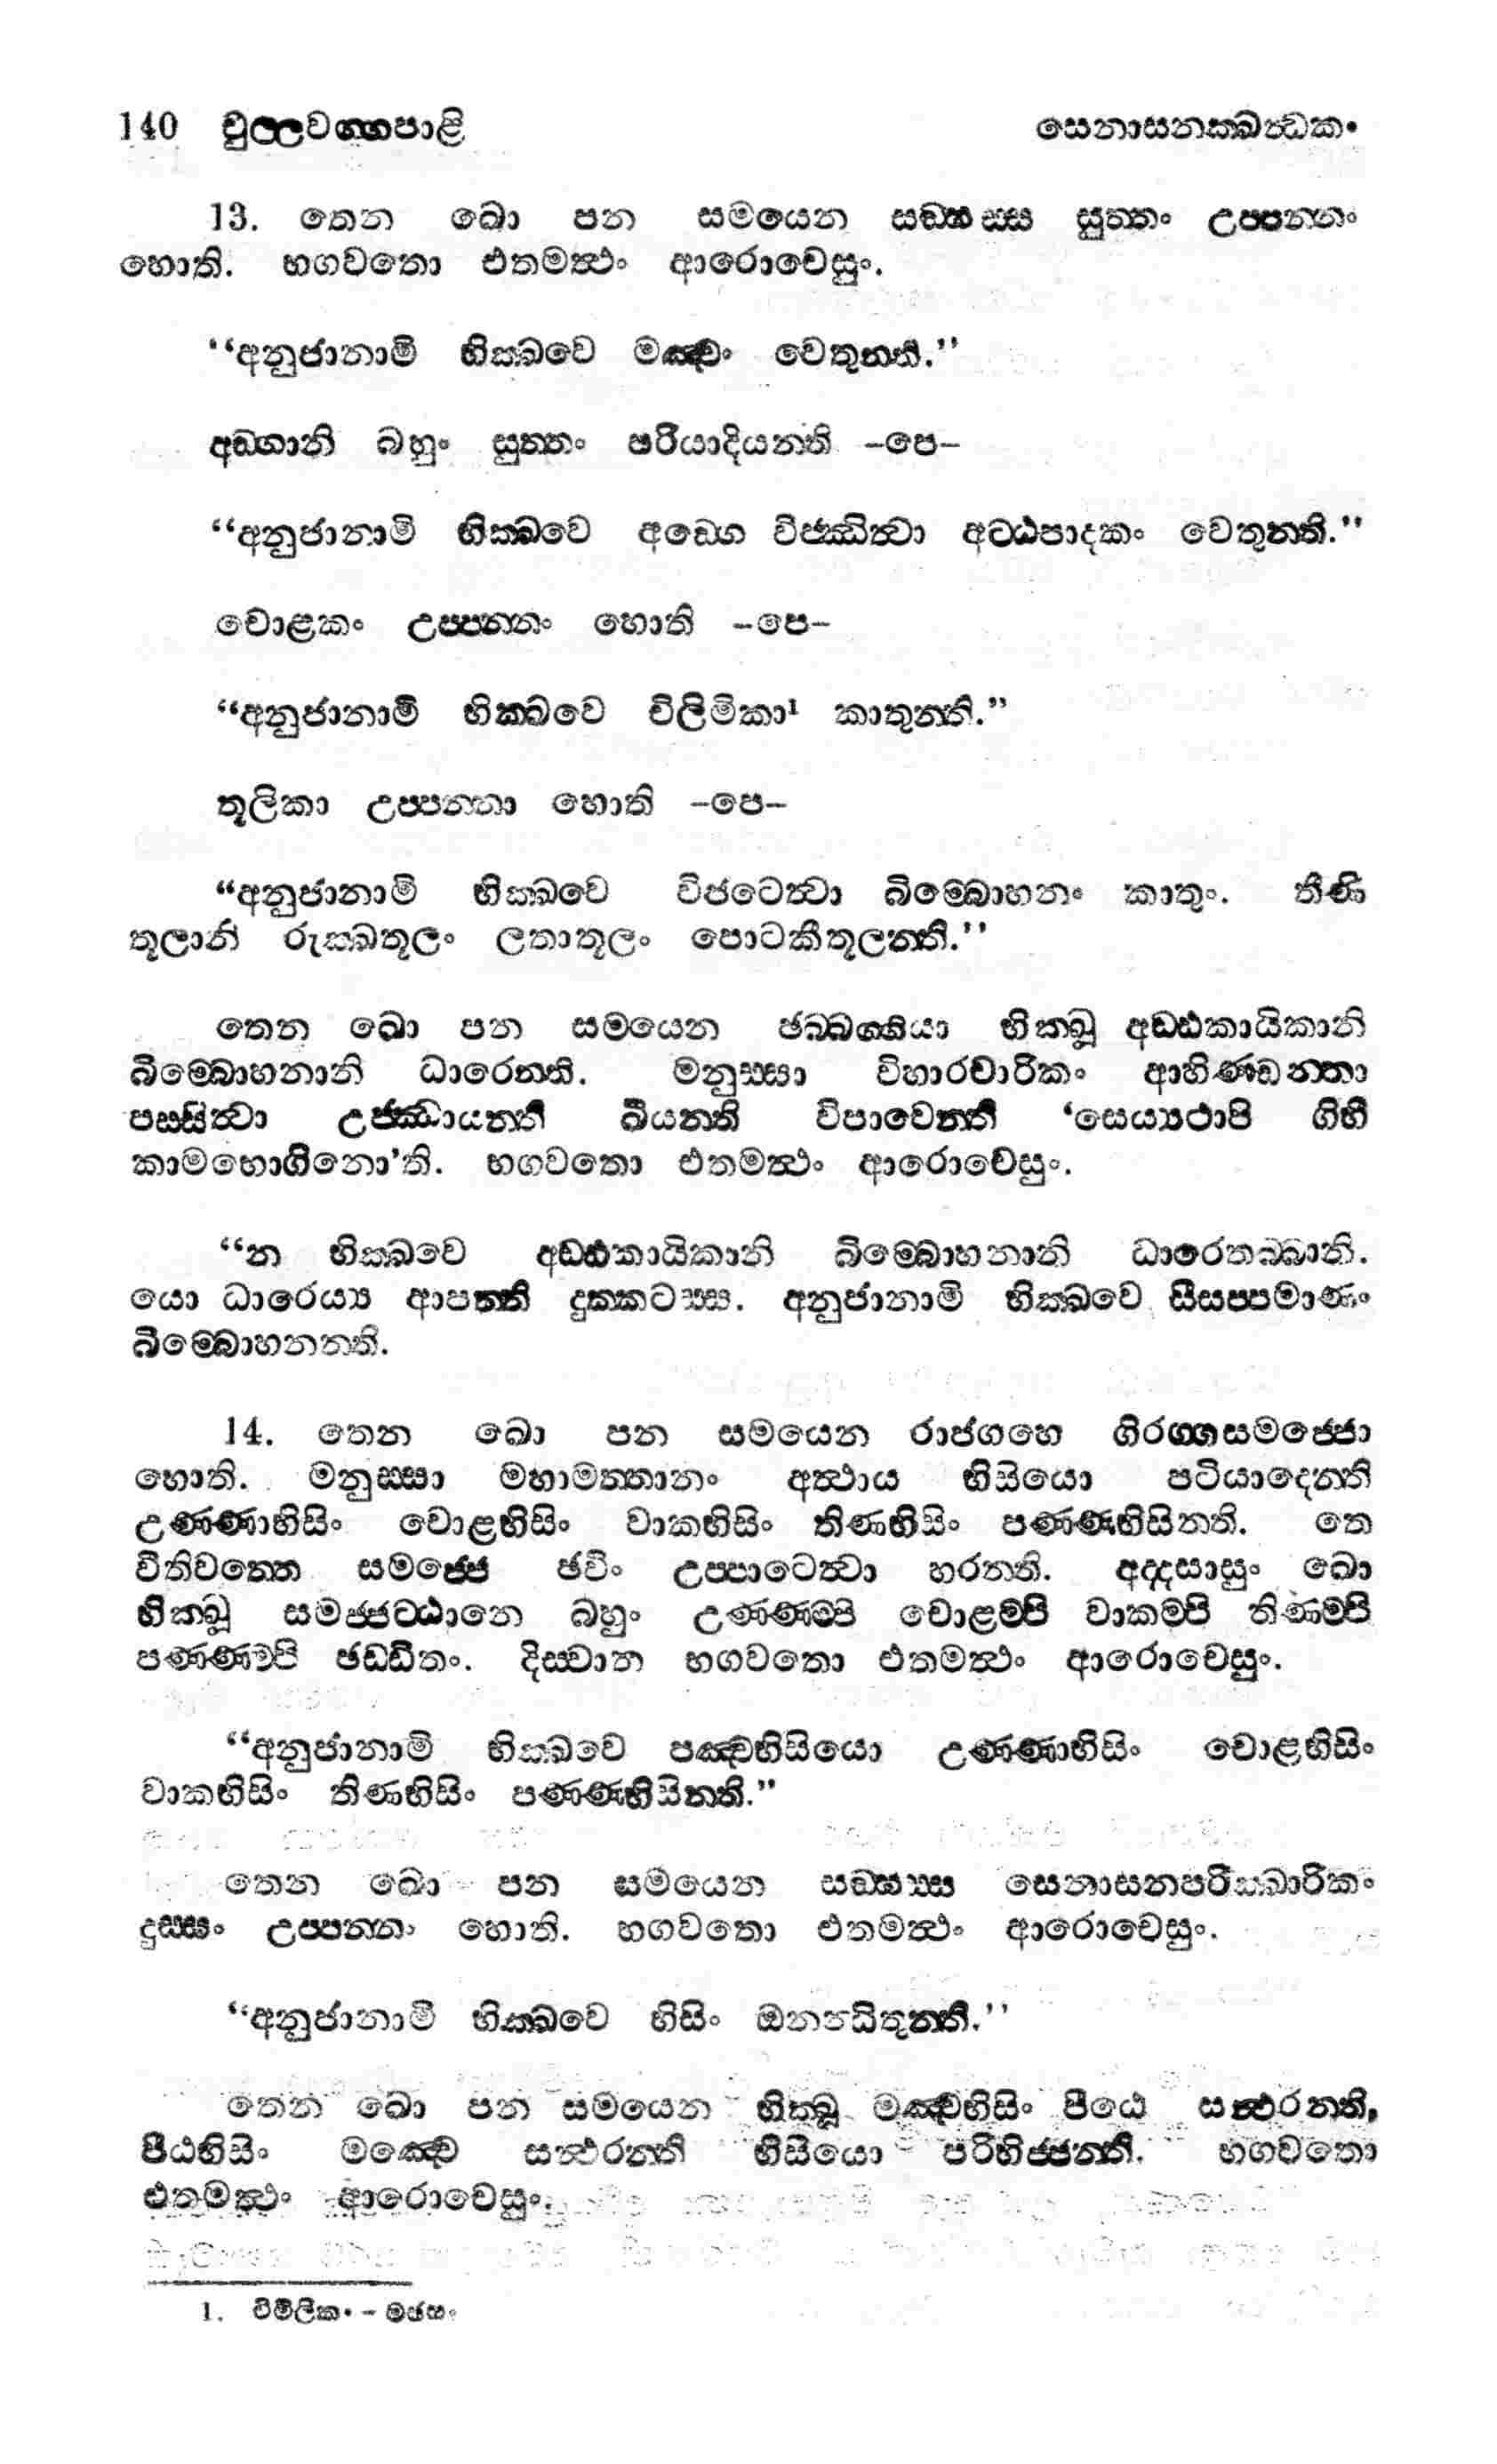 140 චුල්ලවග්ගපාළි සෙනාසනක්ඛන්ධකං
13. තෙන ඛො පන සමයෙන සඞ්ඝස්ස සුත්තං උප්පන්නං
හොති. භගවතො එතමත්ථං ආරොචෙසුං.
‘‘අනුජානාමි භික්ඛවෙ මඤ්චං වෙතුන්ති.’’
අඞ්ගානි බහුං සුත්තං පරියාදියන්ති –පෙ–
‘‘අනුජානාමි භික්ඛවෙ අඞ්ගෙ විජ්ඣිත්වා අට්ඨපාදකං වෙතුන්ති.’’
චොළකං උප්පන්නං හොති –පෙ–
“අනුජානාමි භික්ඛවෙ චිලිමිකා¹ කාතුන්ති.”
තූලිකා උප්පන්නා හොති –පෙ–
“අනුජානාමි භික්ඛවෙ විජටෙත්වා බිම්බොහනං කාතුං. තීණි
තූලානි රුක්ඛතූලං ලතාතූලං පොටකීතූලන්ති.’’
තෙන ඛො පන සමයෙන ඡබ්බග්ගියා භික්ඛූ අඩ්ඪකායිකානි
බිම්බොහනානි ධාරෙන්ති. මනුස්සා විහාරචාරිකං ආහිණ්ඩන්තා
පස්සිත්වා උජ්ඣායන්ති ඛීයන්ති විපාචෙන්ති ‘සෙය්‍යථාපි ගිහී
කාමභොගිනො’ති. භගවතො එතමත්ථං ආරොචෙසුං.
‘‘න භික්ඛවෙ අඩ්ඪකායිකානි බිම්බොහනානි ධාරෙතබ්බානි.
යො ධාරෙය්‍ය ආපත්ති දුක්කටස්ස. අනුජානාමි භික්ඛවෙ සීසප්පමාණං
බිම්බොහනන්ති.
14. තෙන ඛො පන සමයෙන රාජගහෙ ගිරග්ගසමජ්ජො
හොති. මනුස්සා මහාමත්තානං අත්ථාය භිසියො පටියාදෙන්ති
උණ්ණාභිසිං චොළභිසිං වාකභිසිං තිණභිසිං පණ්ණභිසින්ති. තෙ
වීතිවත්තෙ සමජ්ජෙ ඡවිං උප්පාටෙත්වා හරන්ති. අද්දසාසුං ඛො
භික්ඛූ සමජ්ජට්ඨානෙ බහුං උණ්ණම්පි චොළම්පි වාකම්පි තිණම්පි
පණ්ණම්පි ඡඩ්ඩිතං. දිස්වාන භගවතො එතමත්ථං ආරොචෙසුං.
‘‘අනුජානාමි භික්ඛවෙ පඤ්චභිසියො උණ්ණාභිසිං චොළභිසිං
වාකභිසිං තිණභිසිං පණ්ණභිසින්ති.”
තෙන ඛො පන සමයෙන සඞ්ඝස්ස සෙනාසනපරික්ඛාරිකං
දුස්සං උප්පන්නං හොති. භගවතො එතමත්ථං ආරොචෙසුං.
‘‘අනුජානාමි භික්ඛවෙ භිසිං ඔනන්ධිතුන්ති.’’
තෙන ඛො පන සමයෙන භික්ඛූ මඤ්චභිසිං පීඨෙ සන්ථරන්ති,
පීඨභිසිං මඤ්චෙ සන්ථරන්ති භිසියො පරිභිජ්ජන්ති. භගවතො
එතමත්ථං ආරොචෙසුං.
1. චිමිලිකං – මඡසං